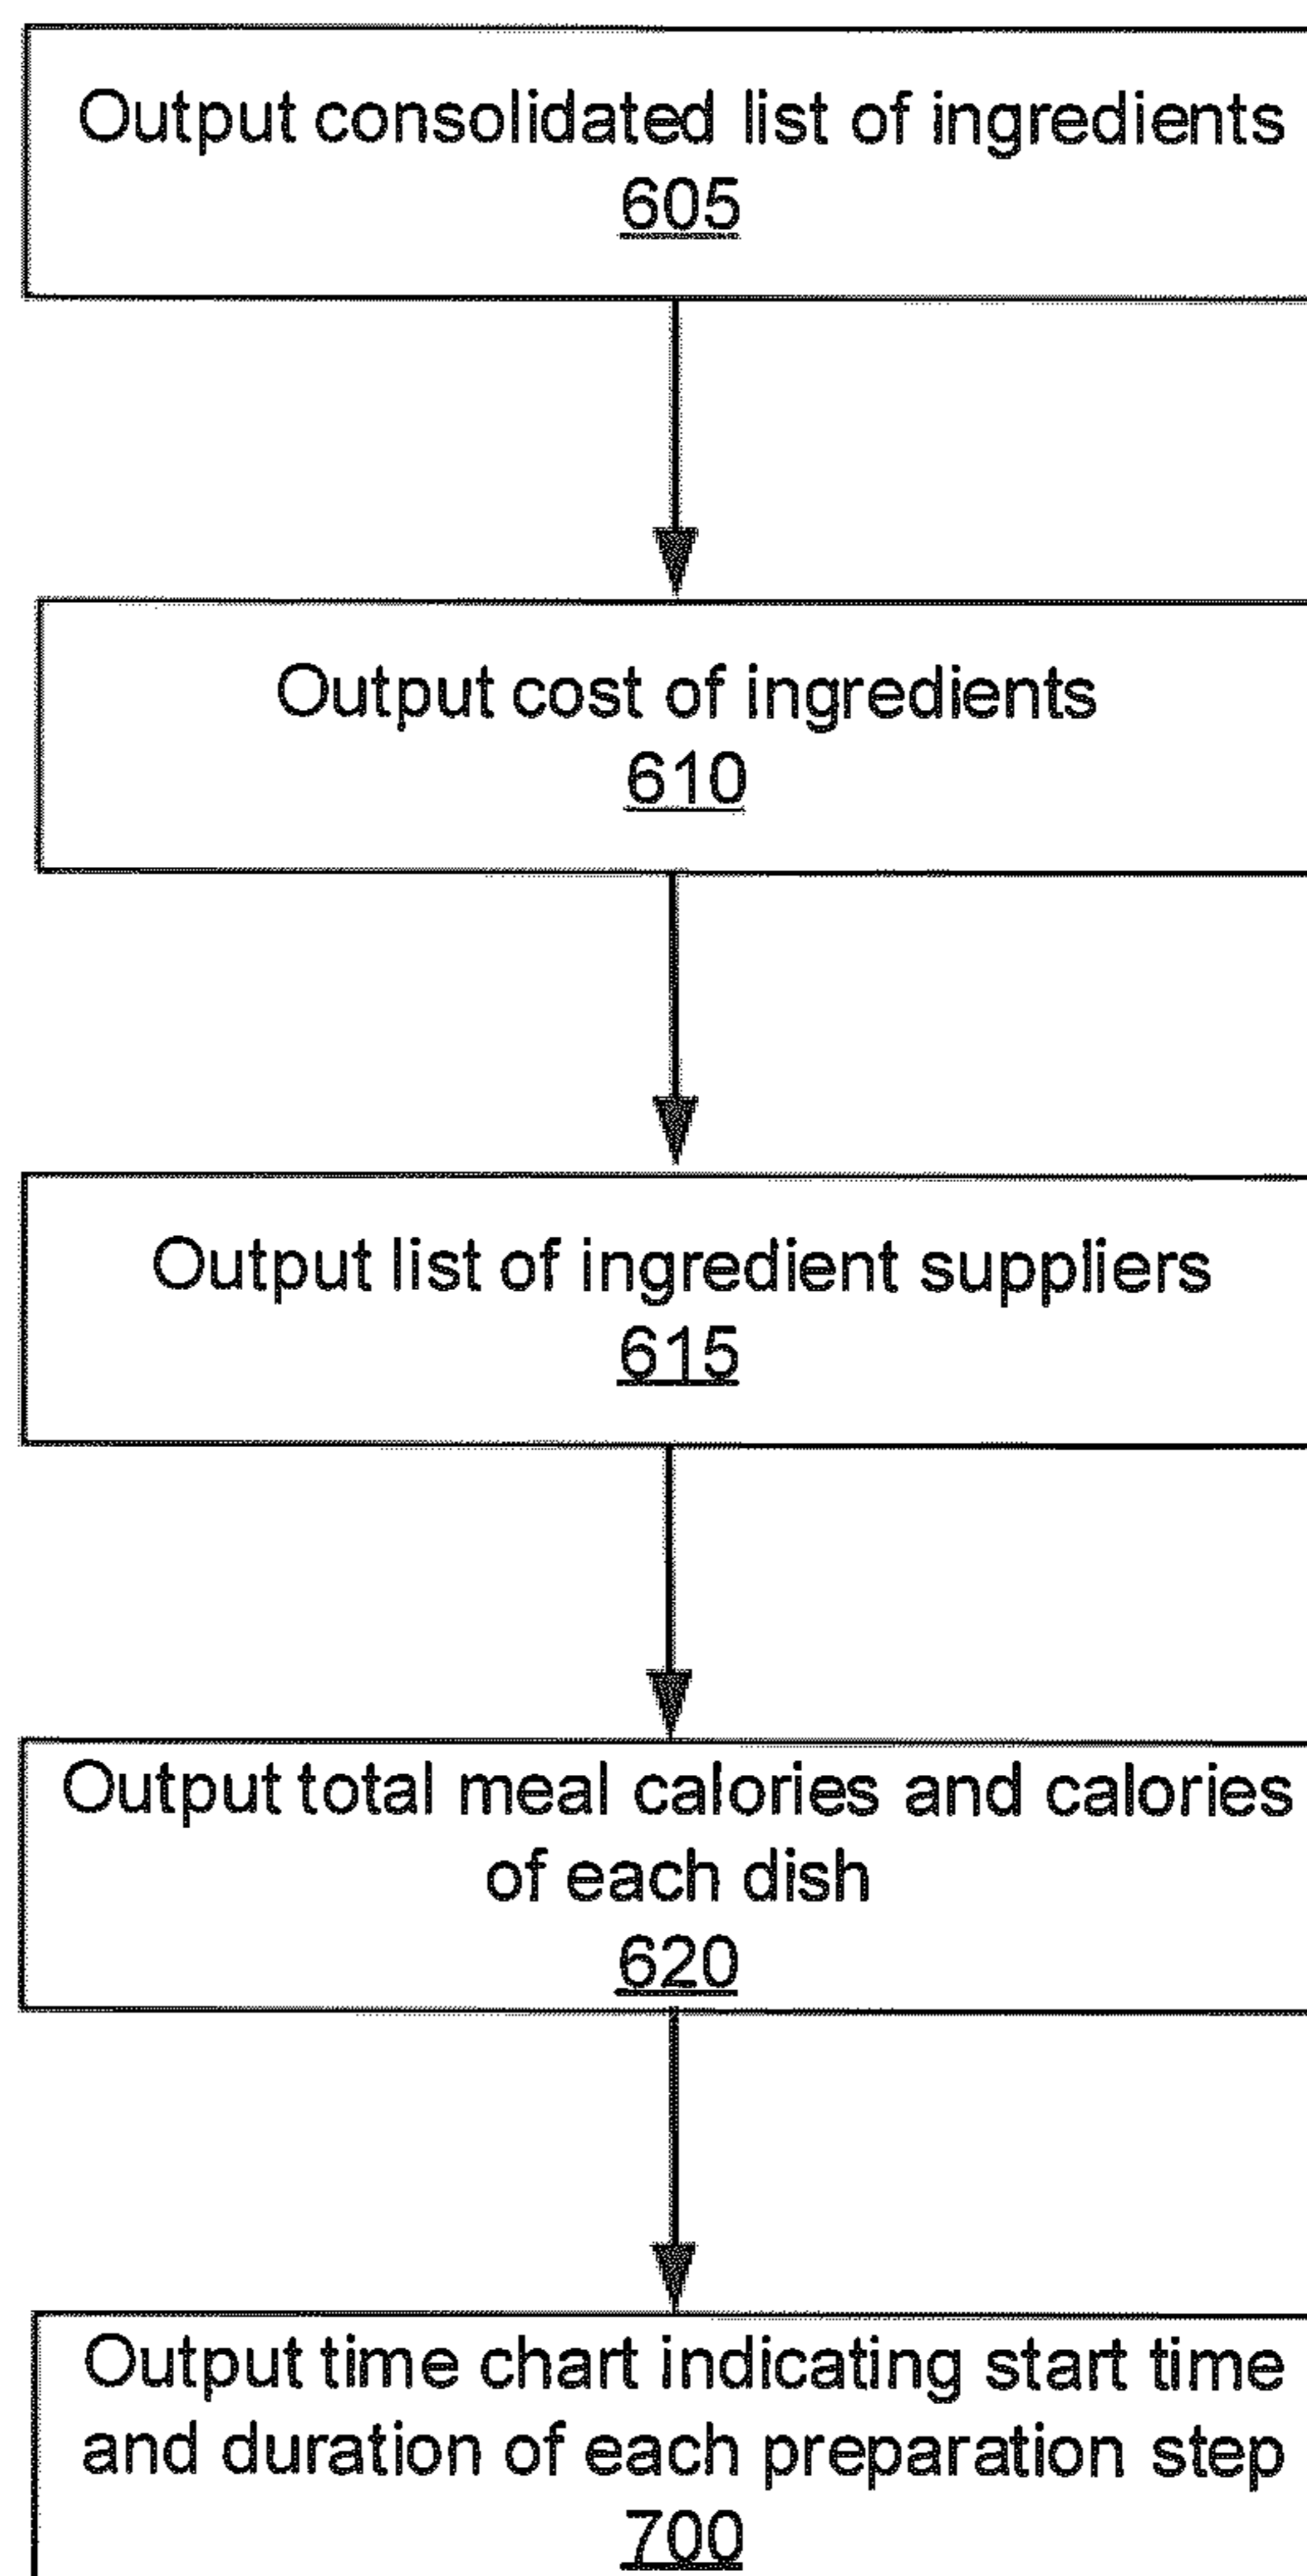 Output consolidated list of ingredients
605
Output cost of ingredients
610
Output list of ingredient suppliers
615
Output total meal calories and calories
of each dish
620
Output time chart indicating start time
and duration of each preparation step
700